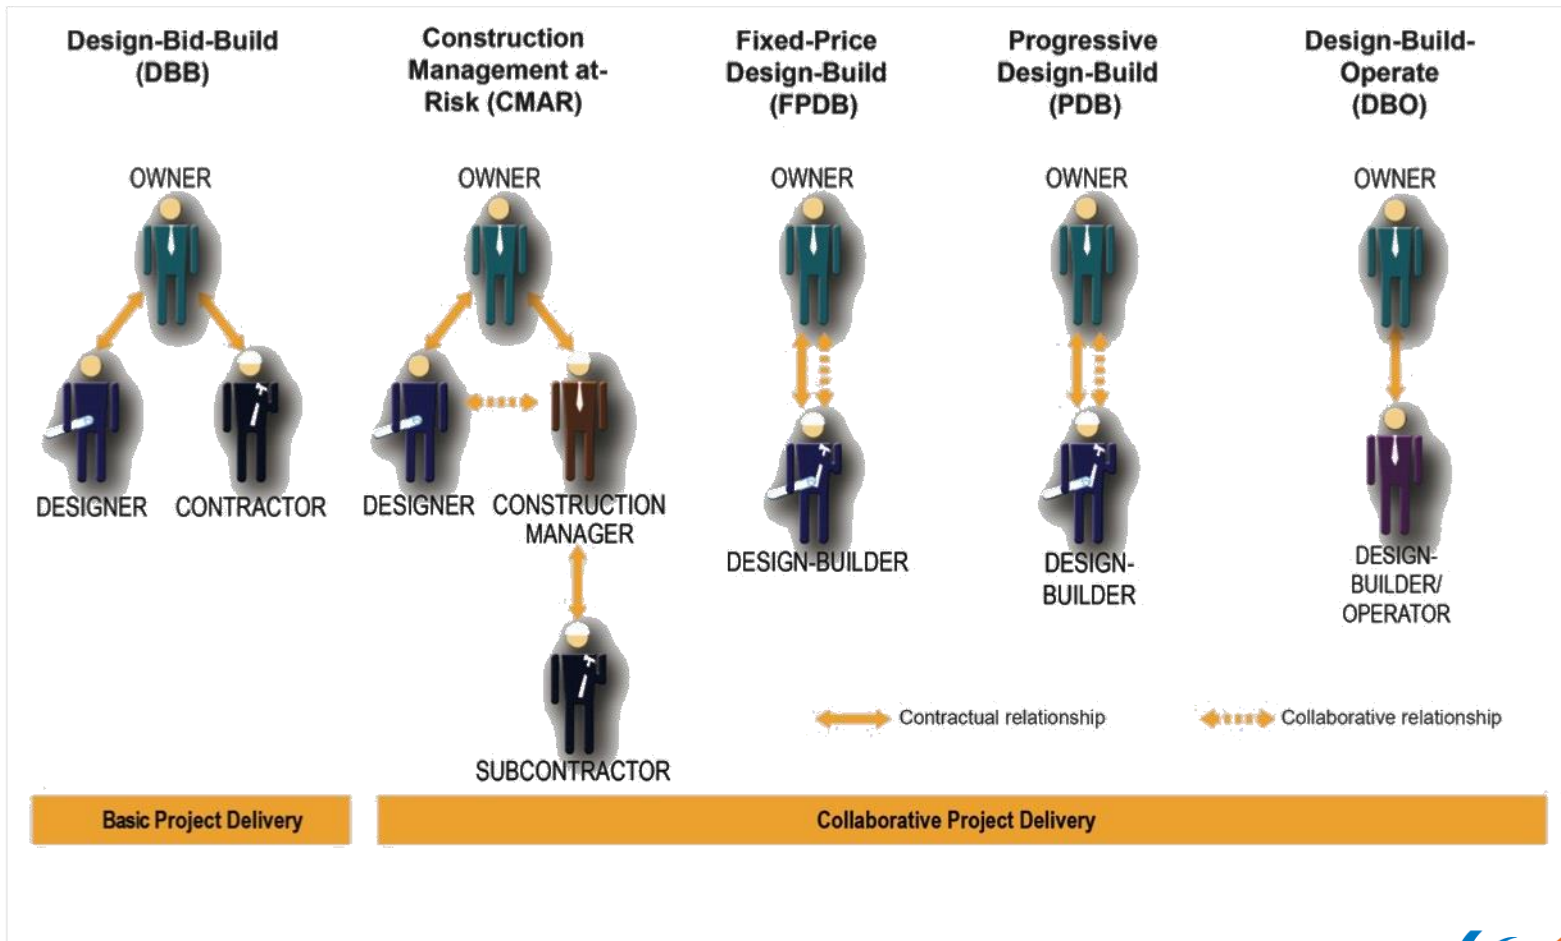 Design-Bid-Build
(DBB)
Construction
Management at-
Risk (CMAR)
Fixed-Price
Design-Build
(FPDB)
Progressive
Design-Build
(PDB)
Design-Build-
Operate
(DBO)
OWNER
OWNER
OWNER
OWNER
OWNER
DESIGNER
CONTRACTOR
DESIGNER
CONSTRUCTION
MANAGER
DESIGN-BUILDER
DESIGN-
BUILDER
DESIGN-
BUILDER/
OPERATOR
SUBCONTRACTOR
Contractual relationship
Collaborative relationship
Basic Project Delivery
Collaborative Project Delivery